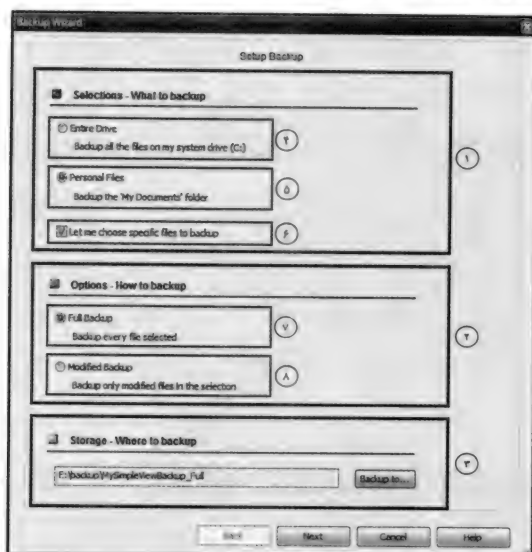 Backup Wizard
Setup Backup
Selections - What to backup
Entire Drive
Backup all the files on my system drive (C:)
۴
۱
Personal Files
Backup the 'My Documents' folder
۵
Let me choose specific files to backup
۶
Options - How to backup
Full Backup
Backup every file selected
۷
۲
Modified Backup
Backup only modified files in the selection
۸
Storage - Where to backup
۳
F:\backup\MySimpleViewBackup_Full
Backup to...
Back
Next
Cancel
Help